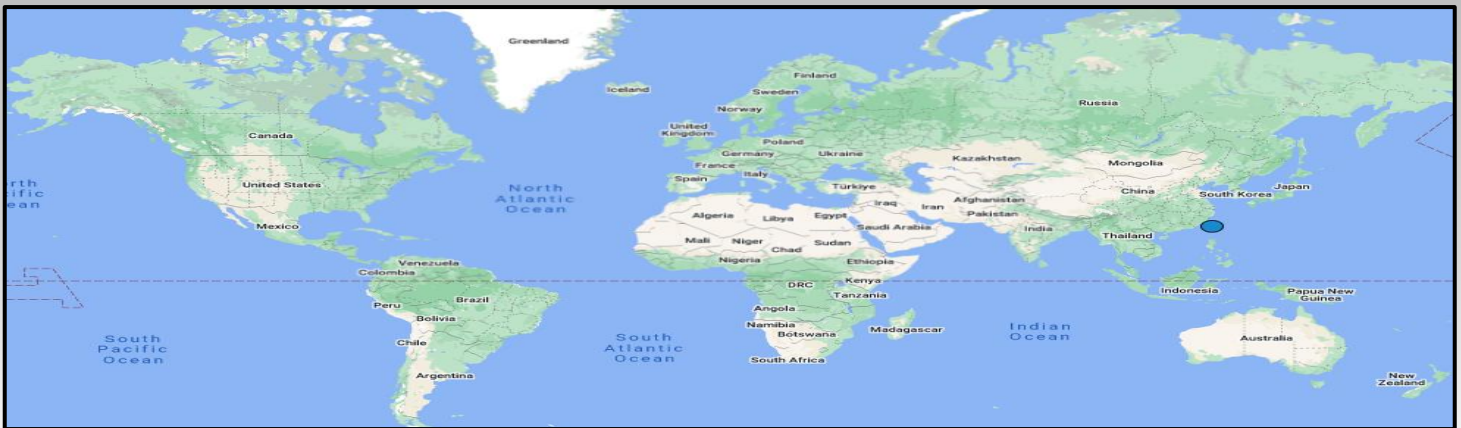 Greenland
Iceland
Finland
Sweden
Norway
Russia
United
Kingdom
Canada
Poland
Germany
Ukraine
France
Kazakhstan
Mongolia
Italy
Spain
Türkiye
United States
North
Atlantic
Ocean
rth
cific
ean
China
South Korea
Japan
Iraq
Iran
Afghanistan
Pakistan
Algeria
Libya
Egypt
Saudi Arabia
Mexico
India
Thailand
Mali
Niger
Chad
Sudan
Nigeria
Ethiopia
Venezuela
Colombia
DRC
Kenya
Tanzania
Indonesia
Papua New
Guinea
Peru
Brazil
Bolivia
Angola
Namibia
Botswana
Madagascar
Indian
Ocean
South
Pacific
Ocean
Chile
South
Atlantic
Ocean
South Africa
Australia
Argentina
New
Zealand